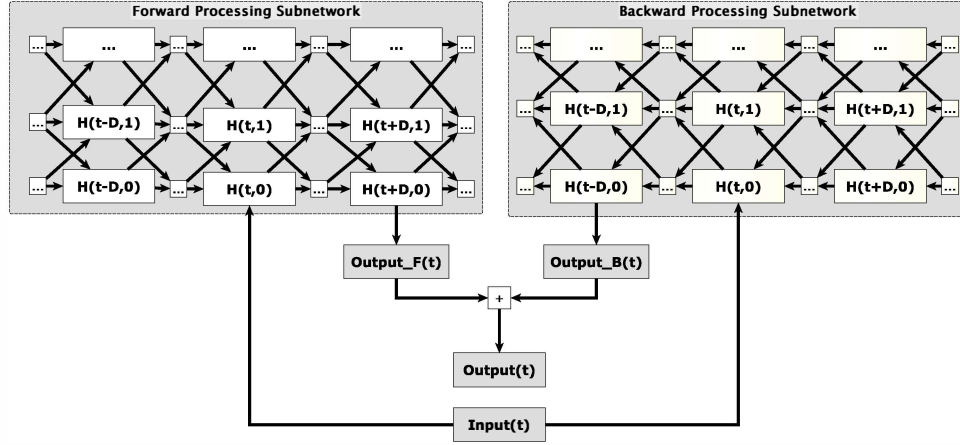 Forward Processing Subnetwork
Backward Processing Subnetwork
... ... ... ... ... ... ...
... ... ... ... ... ... ...
... H(t-D,1) ... H(t,1) ... H(t+D,1) ...
... H(t-D,1) ... H(t,1) ... H(t+D,1) ...
... H(t-D,0) ... H(t,0) ... H(t+D,0) ...
... H(t-D,0) ... H(t,0) ... H(t+D,0) ...
Output_F(t)
Output_B(t)
+
Output(t)
Input(t)